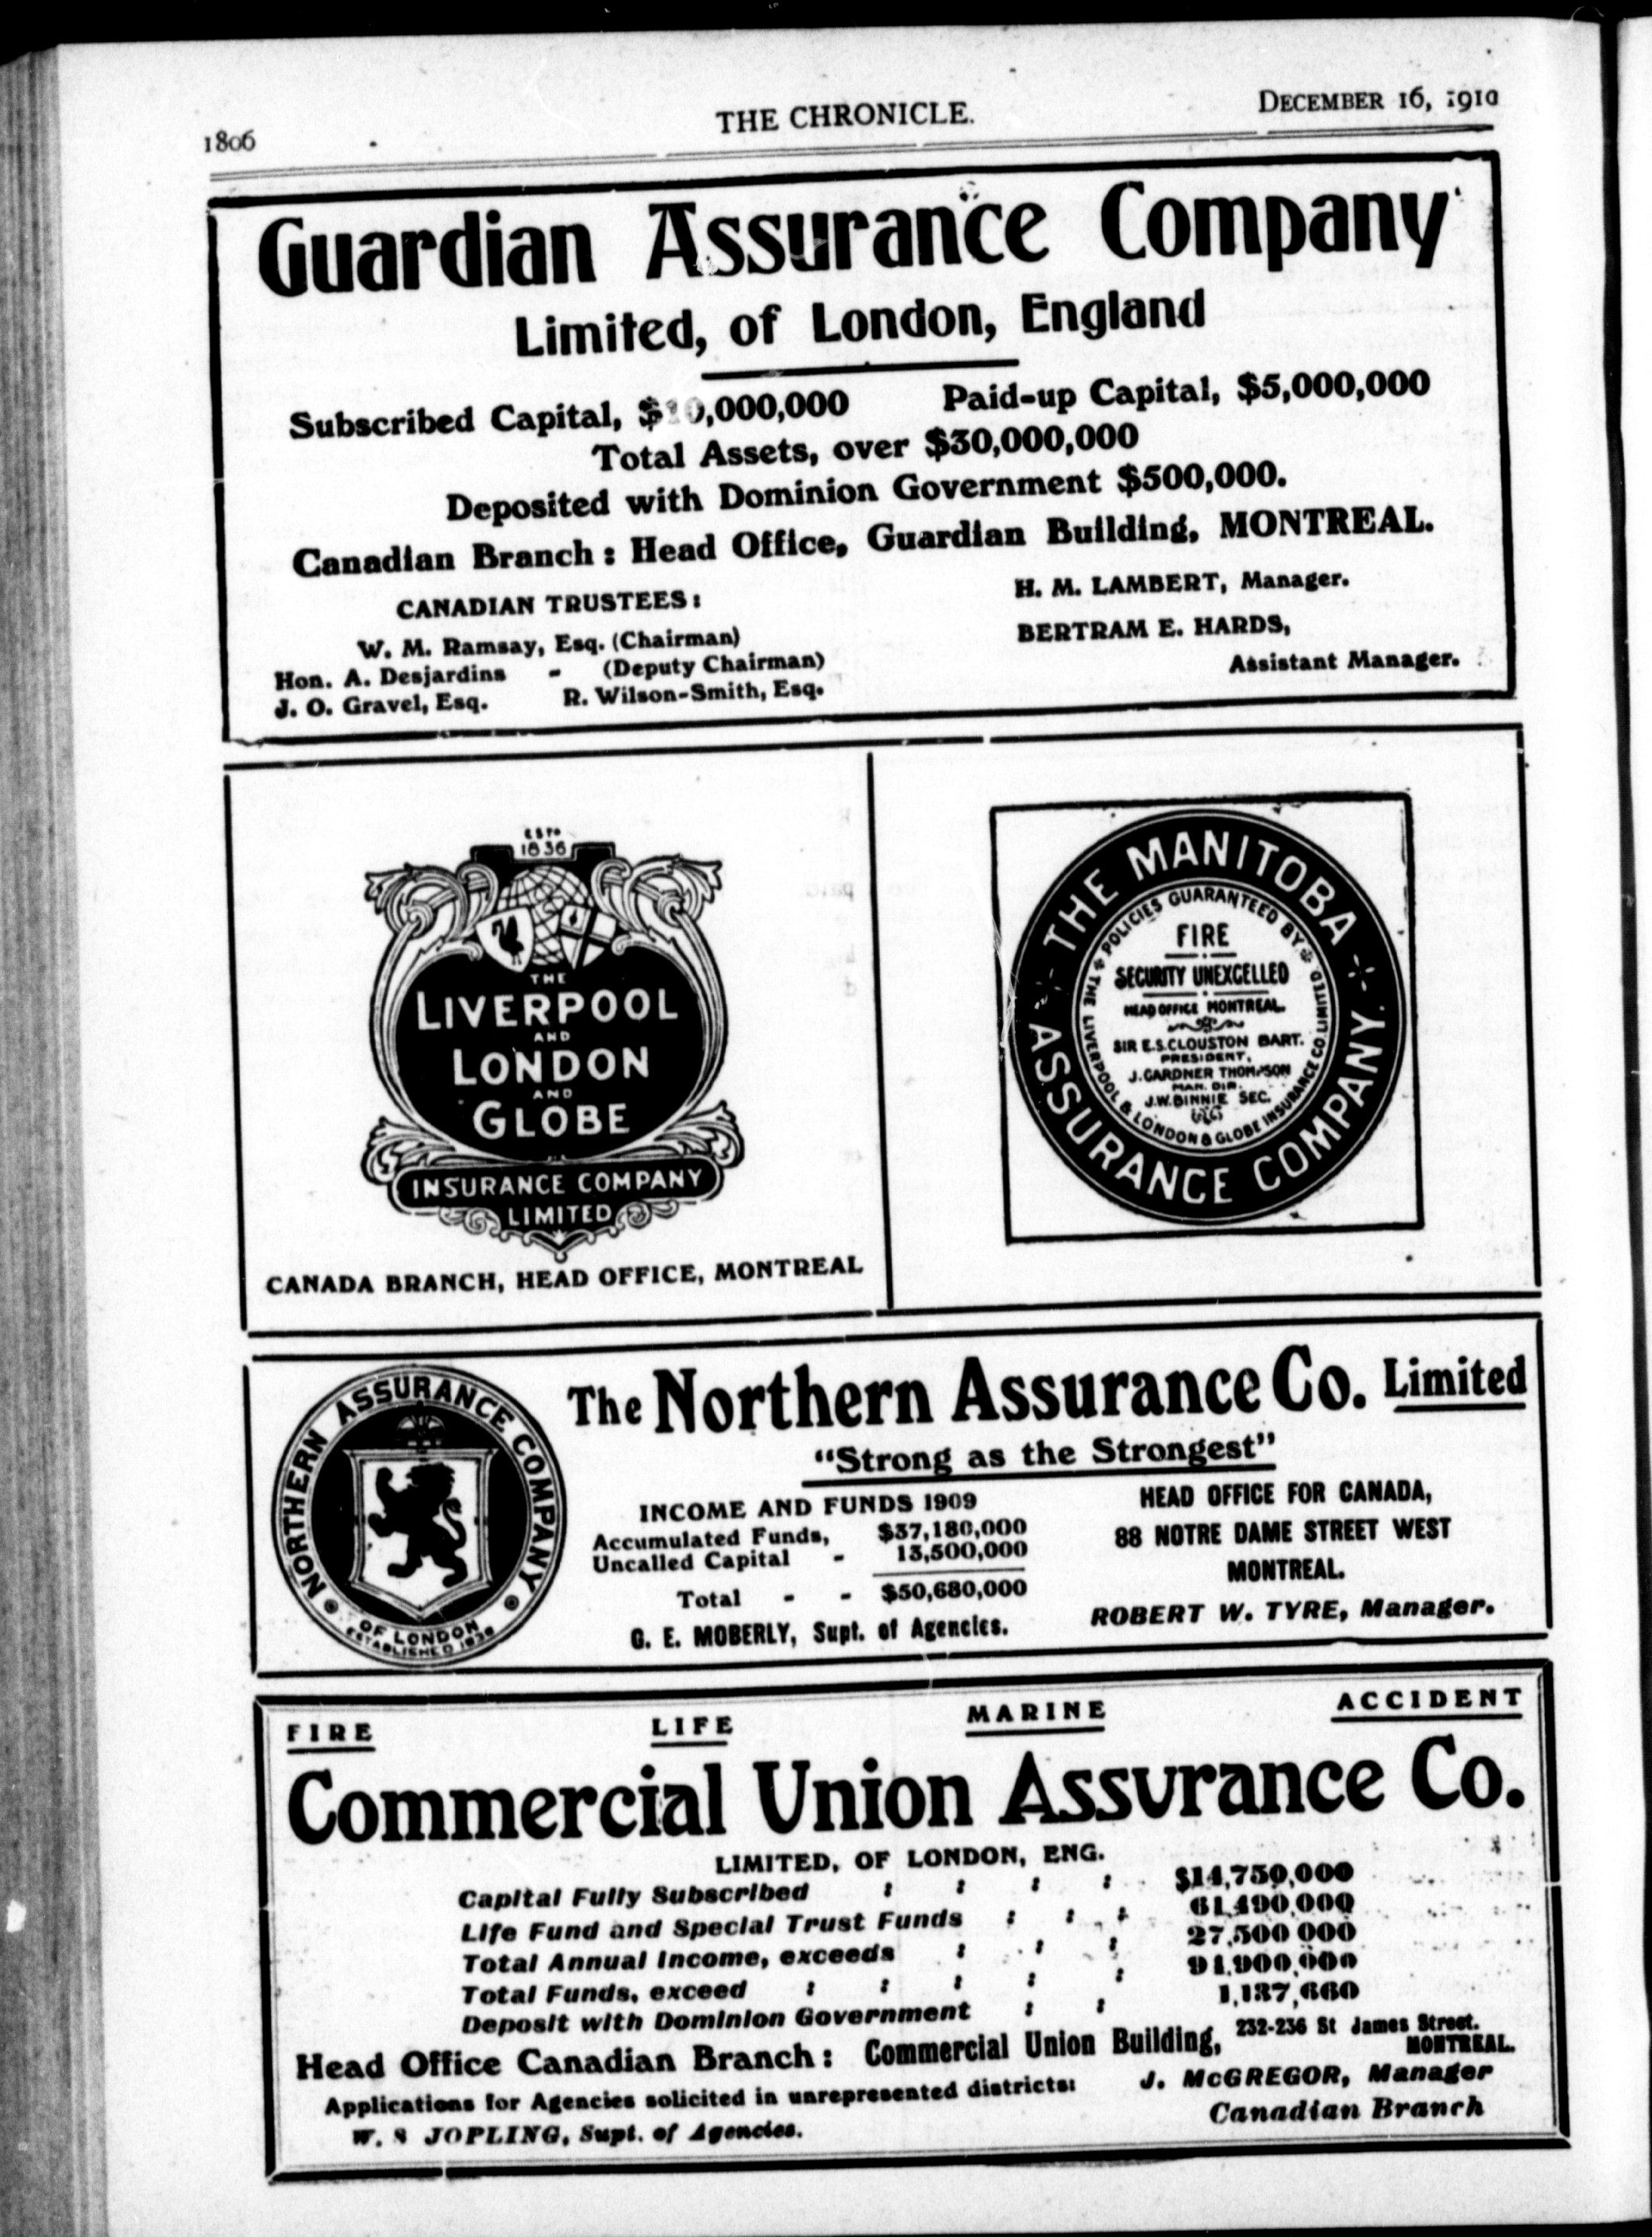 1806
THE CHRONICLE.
DECEMBER 16, 1910
Guardian Assurance Company
Limited, of London, England
Subscribed Capital, $10,000,000 Paid-up Capital, $5,000,000
Total Assets, over $30,000,000
Deposited with Dominion Government $500,000.
Canadian Branch: Head Office, Guardian Building, MONTREAL.
CANADIAN TRUSTEES:
W. M. Ramsay, Esq. (Chairman)
Hon. A. Desjardins - (Deputy Chairman)
J. O. Gravel, Esq. R. Wilson-Smith, Esq.
H. M. LAMBERT, Manager.
BERTRAM E. HARDS,
Assistant Manager.
ESTD
1836
THE
LIVERPOOL
AND
LONDON
AND
GLOBE
INSURANCE COMPANY
LIMITED
CANADA BRANCH, HEAD OFFICE, MONTREAL
THE MANITOBA
ASSURANCE COMPANY.
POLICIES GUARANTEED BY
THE LIVERPOOL & LONDON & GLOBE INSURANCE CO. LIMITED
FIRE
SECURITY UNEXCELLED
HEAD OFFICE MONTREAL.
SIR E.S.CLOUSTON BART.
PRESIDENT,
J.GARDNER THOMPSON
MAN. DIR.
J.W.BINNIE SEC.
NORTHERN ASSURANCE COMPANY
OF LONDON
ESTABLISHED 1836
The Northern Assurance Co. Limited
"Strong as the Strongest"
INCOME AND FUNDS 1909
Accumulated Funds, $37,180,000
Uncalled Capital - 13,500,000
Total - - $50,680,000
G. E. MOBERLY, Supt. of Agencies.
HEAD OFFICE FOR CANADA,
88 NOTRE DAME STREET WEST
MONTREAL.
ROBERT W. TYRE, Manager.
FIRE LIFE MARINE ACCIDENT
Commercial Union Assurance Co.
LIMITED, OF LONDON, ENG.
Capital Fully Subscribed : : : : $14,750,000
Life Fund and Special Trust Funds : : : 61,490,000
Total Annual Income, exceeds : : : 27,500 000
Total Funds, exceed : : : : : 91,900,000
Deposit with Dominion Government : : 1,137,660
Head Office Canadian Branch: Commercial Union Building, 232-236 St James Street.
MONTREAL.
Applications for Agencies solicited in unrepresented districts:
W. S JOPLING, Supt. of Agencies.
J. McGREGOR, Manager
Canadian Branch